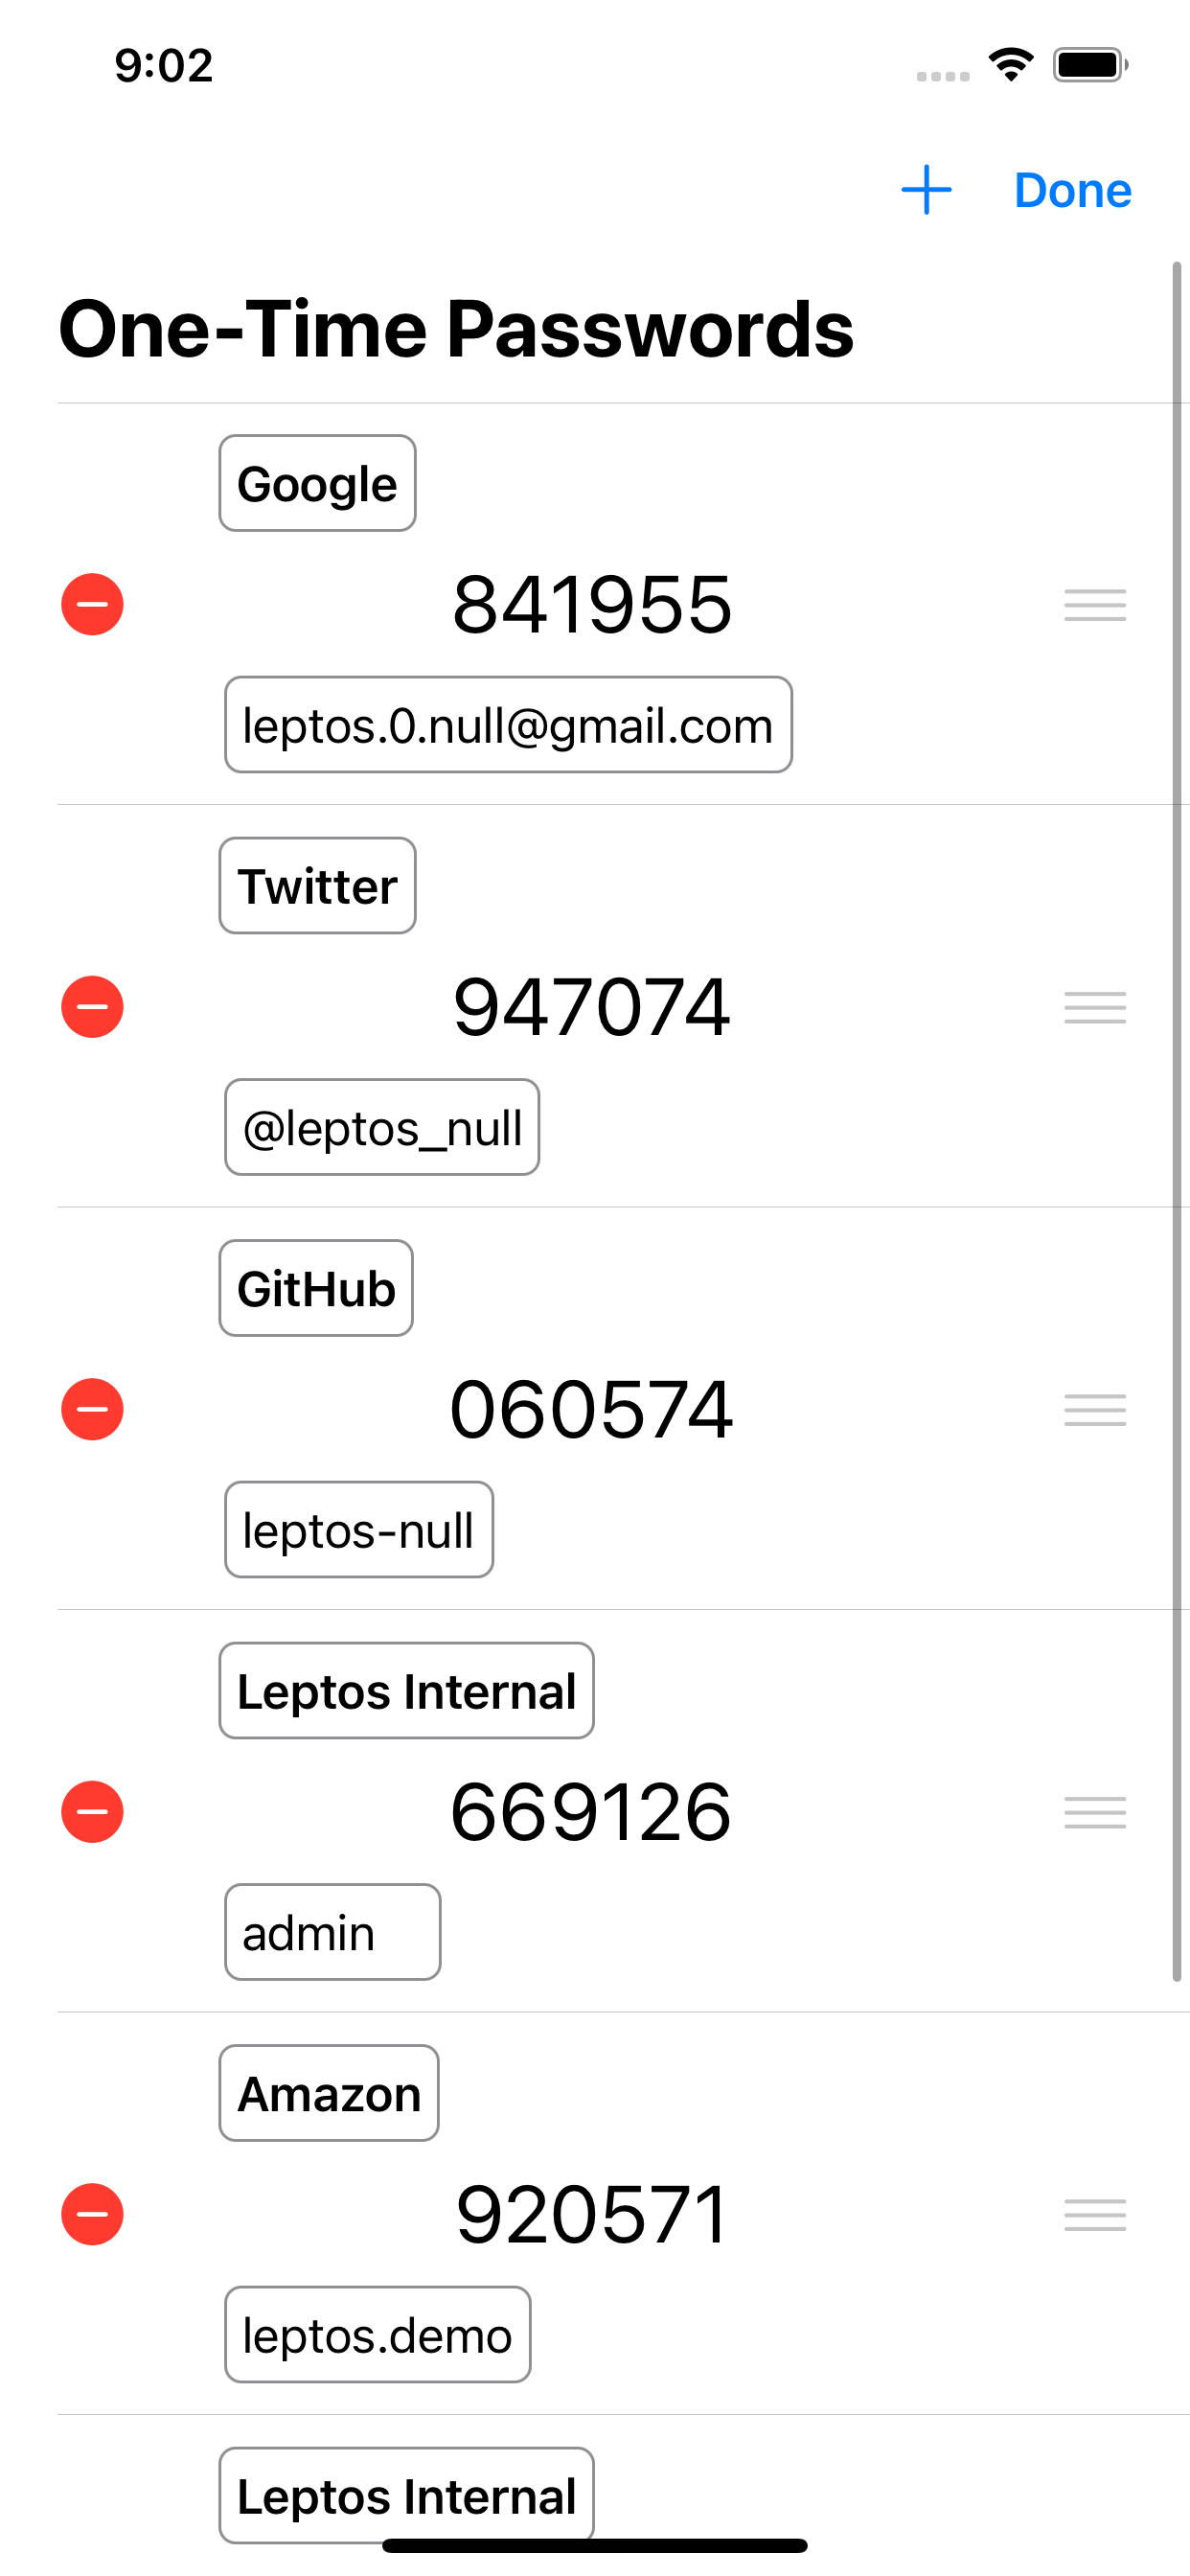 9:02
Done
One-Time Passwords
Google
841955
leptos.0.null@gmail.com
Twitter
947074
@leptos_null
GitHub
060574
leptos-null
Leptos Internal
669126
admin
Amazon
920571
leptos.demo
Leptos Internal